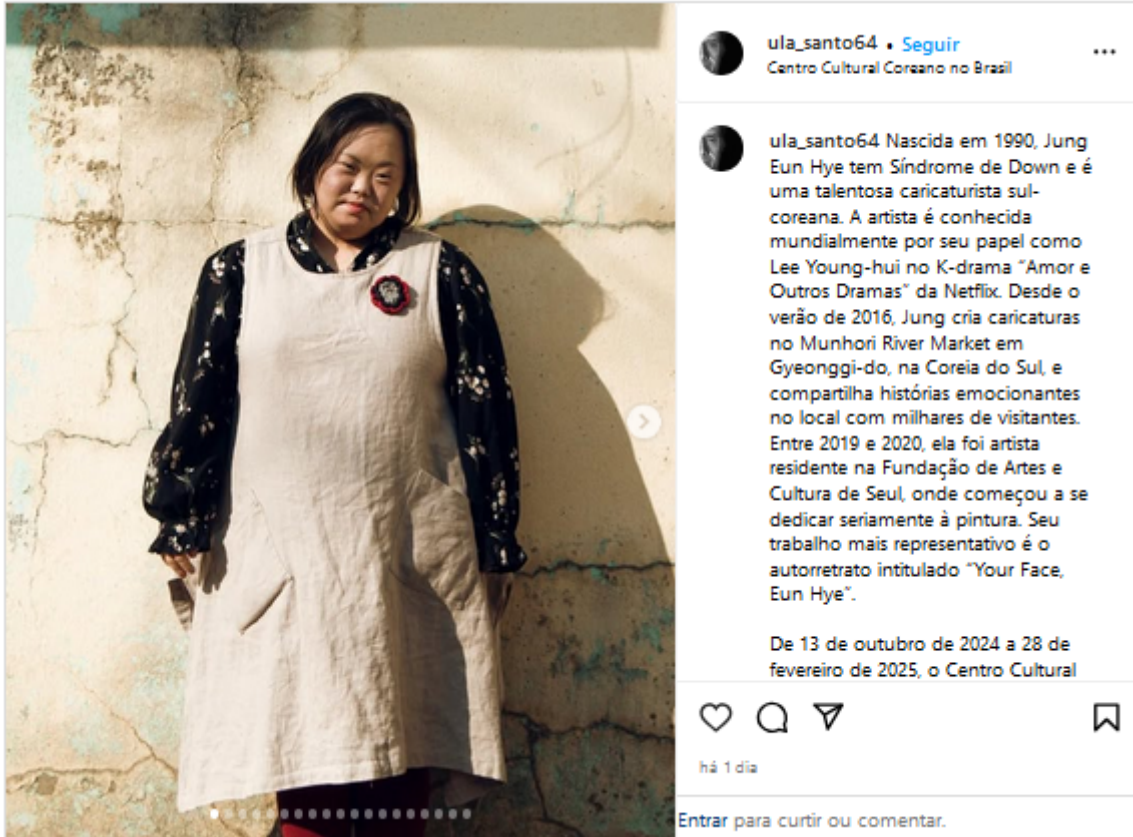 ula_santo64 • Seguir
Centro Cultural Coreano no Brasil
ula_santo64 Nascida em 1990, Jung
Eun Hye tem Síndrome de Down e é
uma talentosa caricaturista sul-
coreana. A artista é conhecida
mundialmente por seu papel como
Lee Young-hui no K-drama “Amor e
Outros Dramas” da Netflix. Desde o
verão de 2016, Jung cria caricaturas
no Munhori River Market em
Gyeonggi-do, na Coreia do Sul, e
compartilha histórias emocionantes
no local com milhares de visitantes.
Entre 2019 e 2020, ela foi artista
residente na Fundação de Artes e
Cultura de Seul, onde começou a se
dedicar seriamente à pintura. Seu
trabalho mais representativo é o
autorretrato intitulado “Your Face,
Eun Hye”.
De 13 de outubro de 2024 a 28 de
fevereiro de 2025, o Centro Cultural
há 1 dia
Entrar para curtir ou comentar.